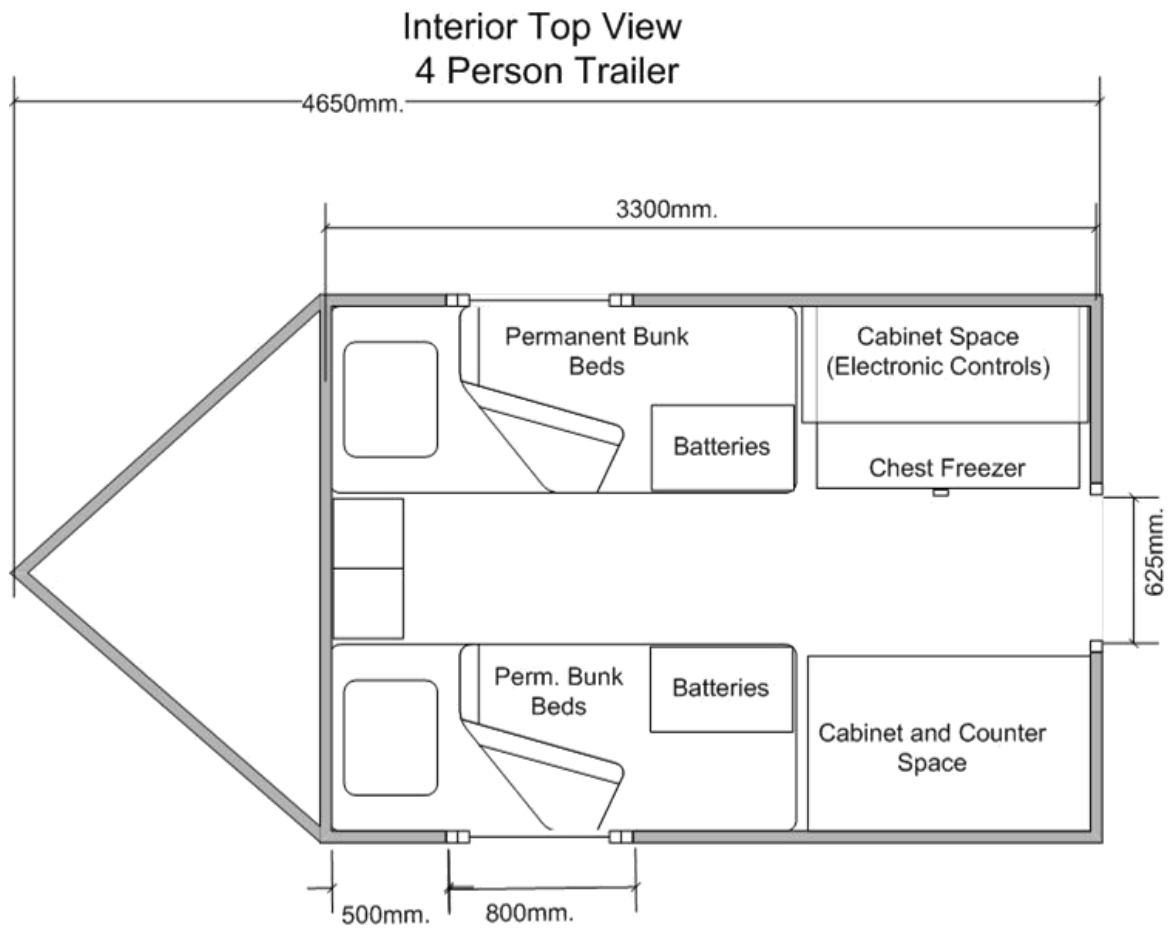 Interior Top View
4 Person Trailer
4650mm.
3300mm.
Permanent Bunk
Beds
Cabinet Space
(Electronic Controls)
Batteries
Chest Freezer
625mm.
Perm. Bunk
Beds
Batteries
Cabinet and Counter
Space
500mm.
800mm.